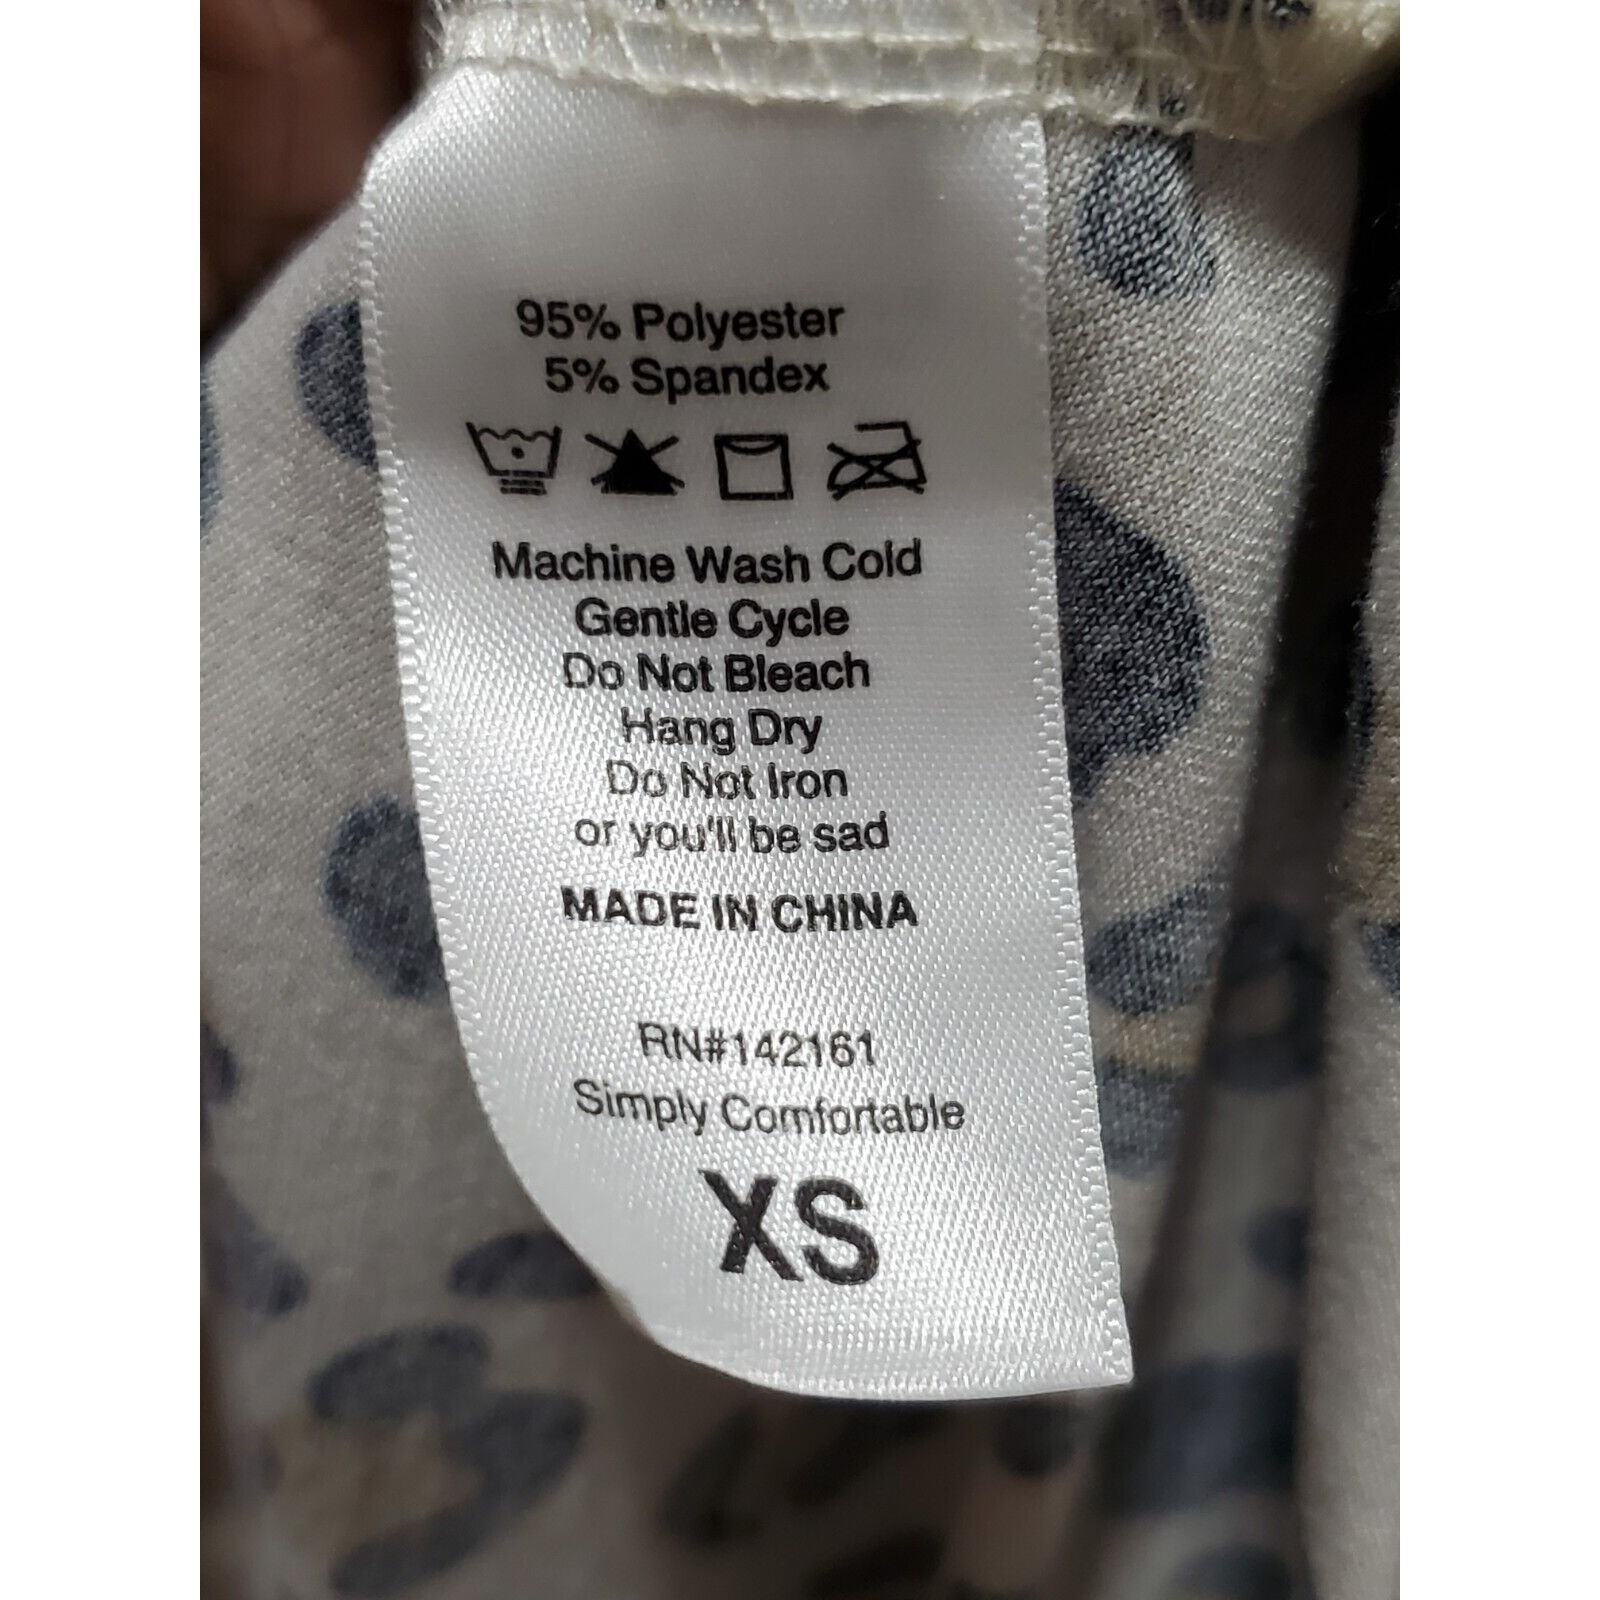 95% Polyester
5% Spandex
Machine Wash Cold
Gentle Cycle
Do Not Bleach
Hang Dry
Do Not Iron
or you'll be sad
MADE IN CHINA
RN#142161
Simply Comfortable
XS